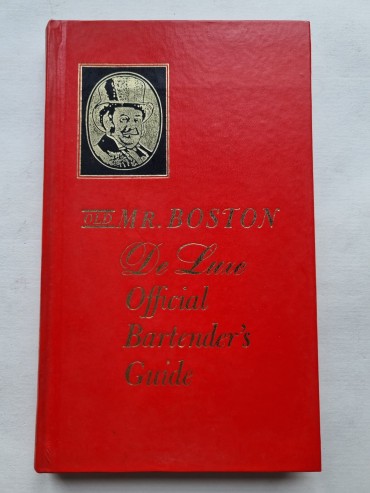 OLD MR. BOSTON
De Luxe
Official
Bartender's
Guide